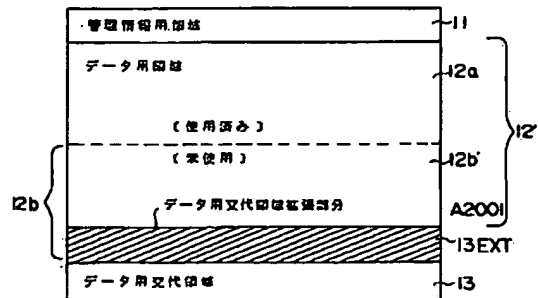 管理情報用領域
11
データ用領域
12a
12'
(使用済み)
(未使用)
12b'
12b
データ用交代領域拡張部分
A2001
13EXT
データ用交代領域
13